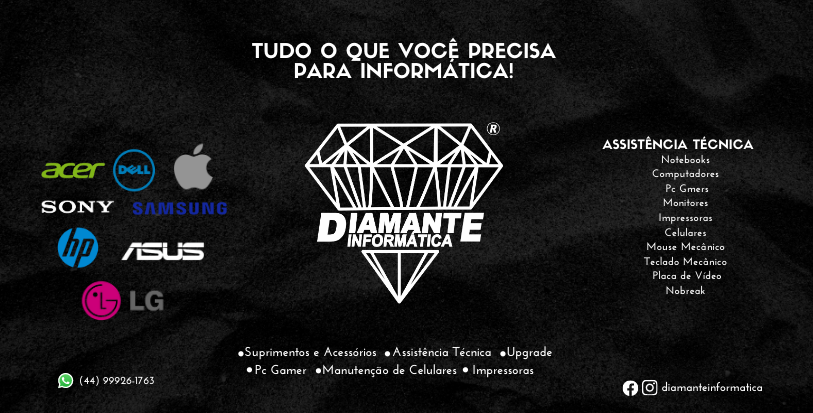 TUDO O QUE VOCÊ PRECISA
PARA INFORMÁTICA!
acer
DELL
SONY
SAMSUNG
hp
ASUS
LG
®
DIAMANTE
INFORMÁTICA
ASSISTÊNCIA TÉCNICA
Notebooks
Computadores
Pc Gmers
Monitores
Impressoras
Celulares
Mouse Mecânico
Teclado Mecânico
Placa de Vídeo
Nobreak
•Suprimentos e Acessórios •Assistência Técnica •Upgrade
•Pc Gamer •Manutenção de Celulares • Impressoras
(44) 99926-1763
diamanteinformatica